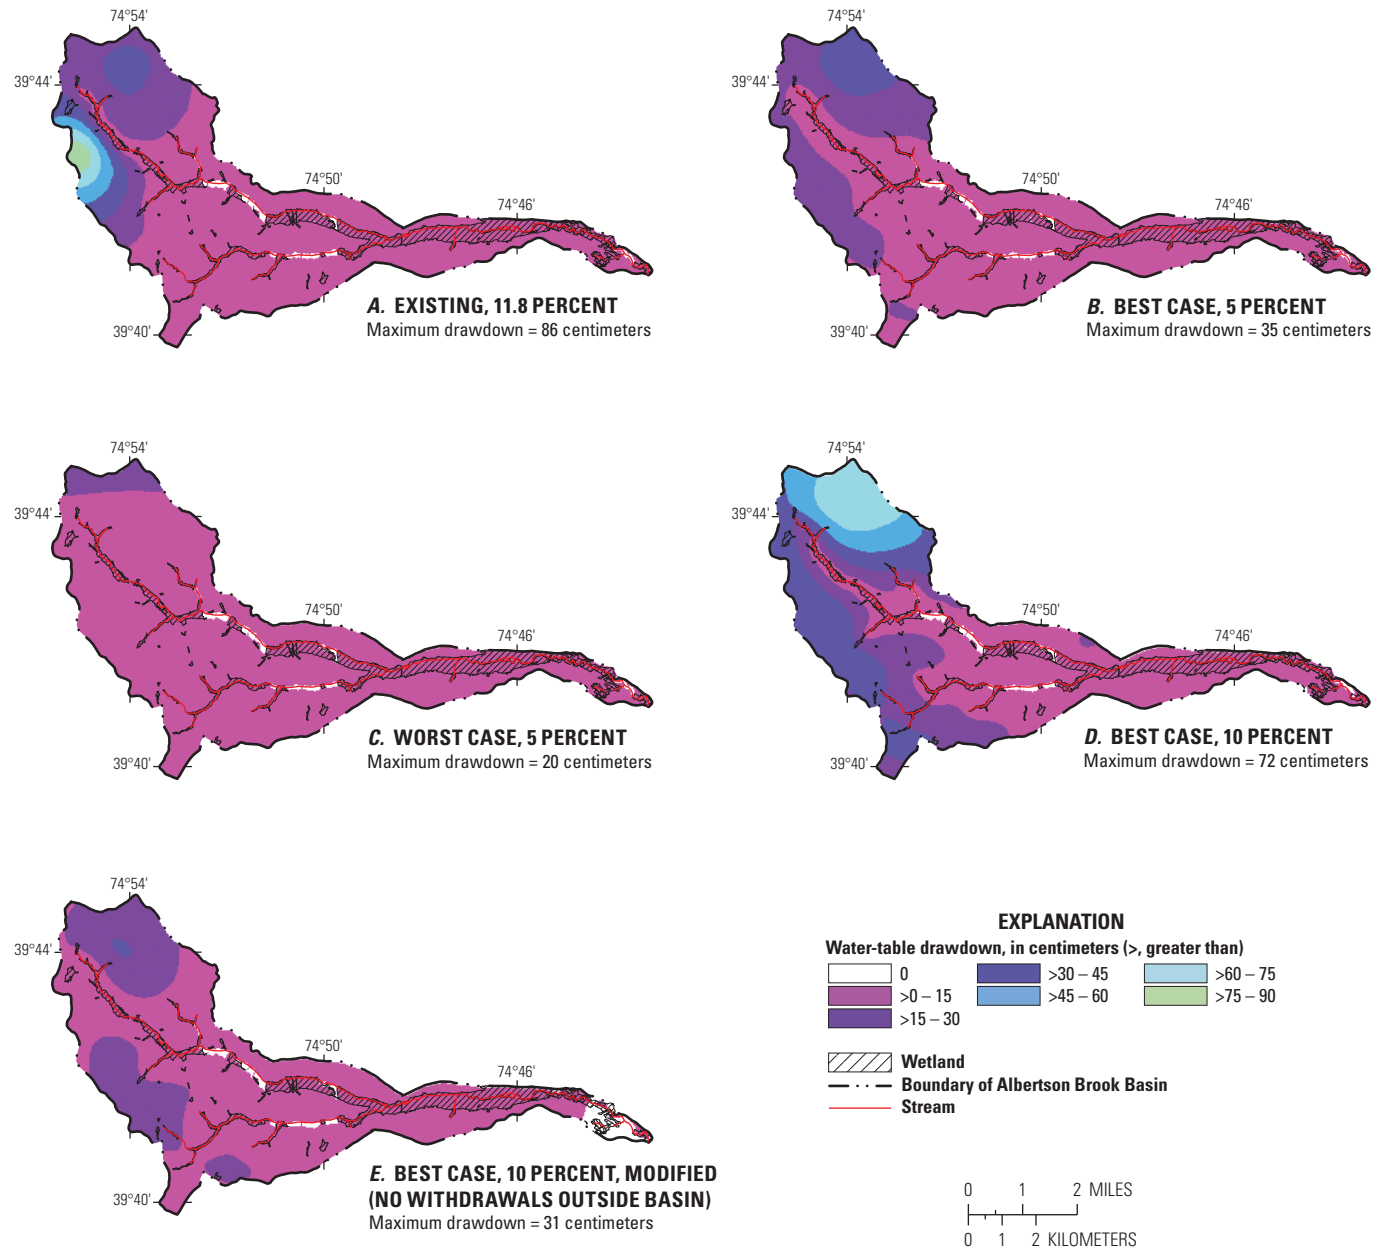 74°54'
39°44'
74°50'
74°46'
39°40'
A. EXISTING, 11.8 PERCENT
Maximum drawdown = 86 centimeters
74°54'
39°44'
74°50'
74°46'
39°40'
B. BEST CASE, 5 PERCENT
Maximum drawdown = 35 centimeters
74°54'
39°44'
74°50'
74°46'
39°40'
C. WORST CASE, 5 PERCENT
Maximum drawdown = 20 centimeters
74°54'
39°44'
74°50'
74°46'
39°40'
D. BEST CASE, 10 PERCENT
Maximum drawdown = 72 centimeters
74°54'
39°44'
74°50'
74°46'
39°40'
E. BEST CASE, 10 PERCENT, MODIFIED
(NO WITHDRAWALS OUTSIDE BASIN)
Maximum drawdown = 31 centimeters
EXPLANATION
Water-table drawdown, in centimeters (>, greater than)
0
>0 – 15
>15 – 30
>30 – 45
>45 – 60
>60 – 75
>75 – 90
Wetland
Boundary of Albertson Brook Basin
Stream
0 1 2 MILES
0 1 2 KILOMETERS